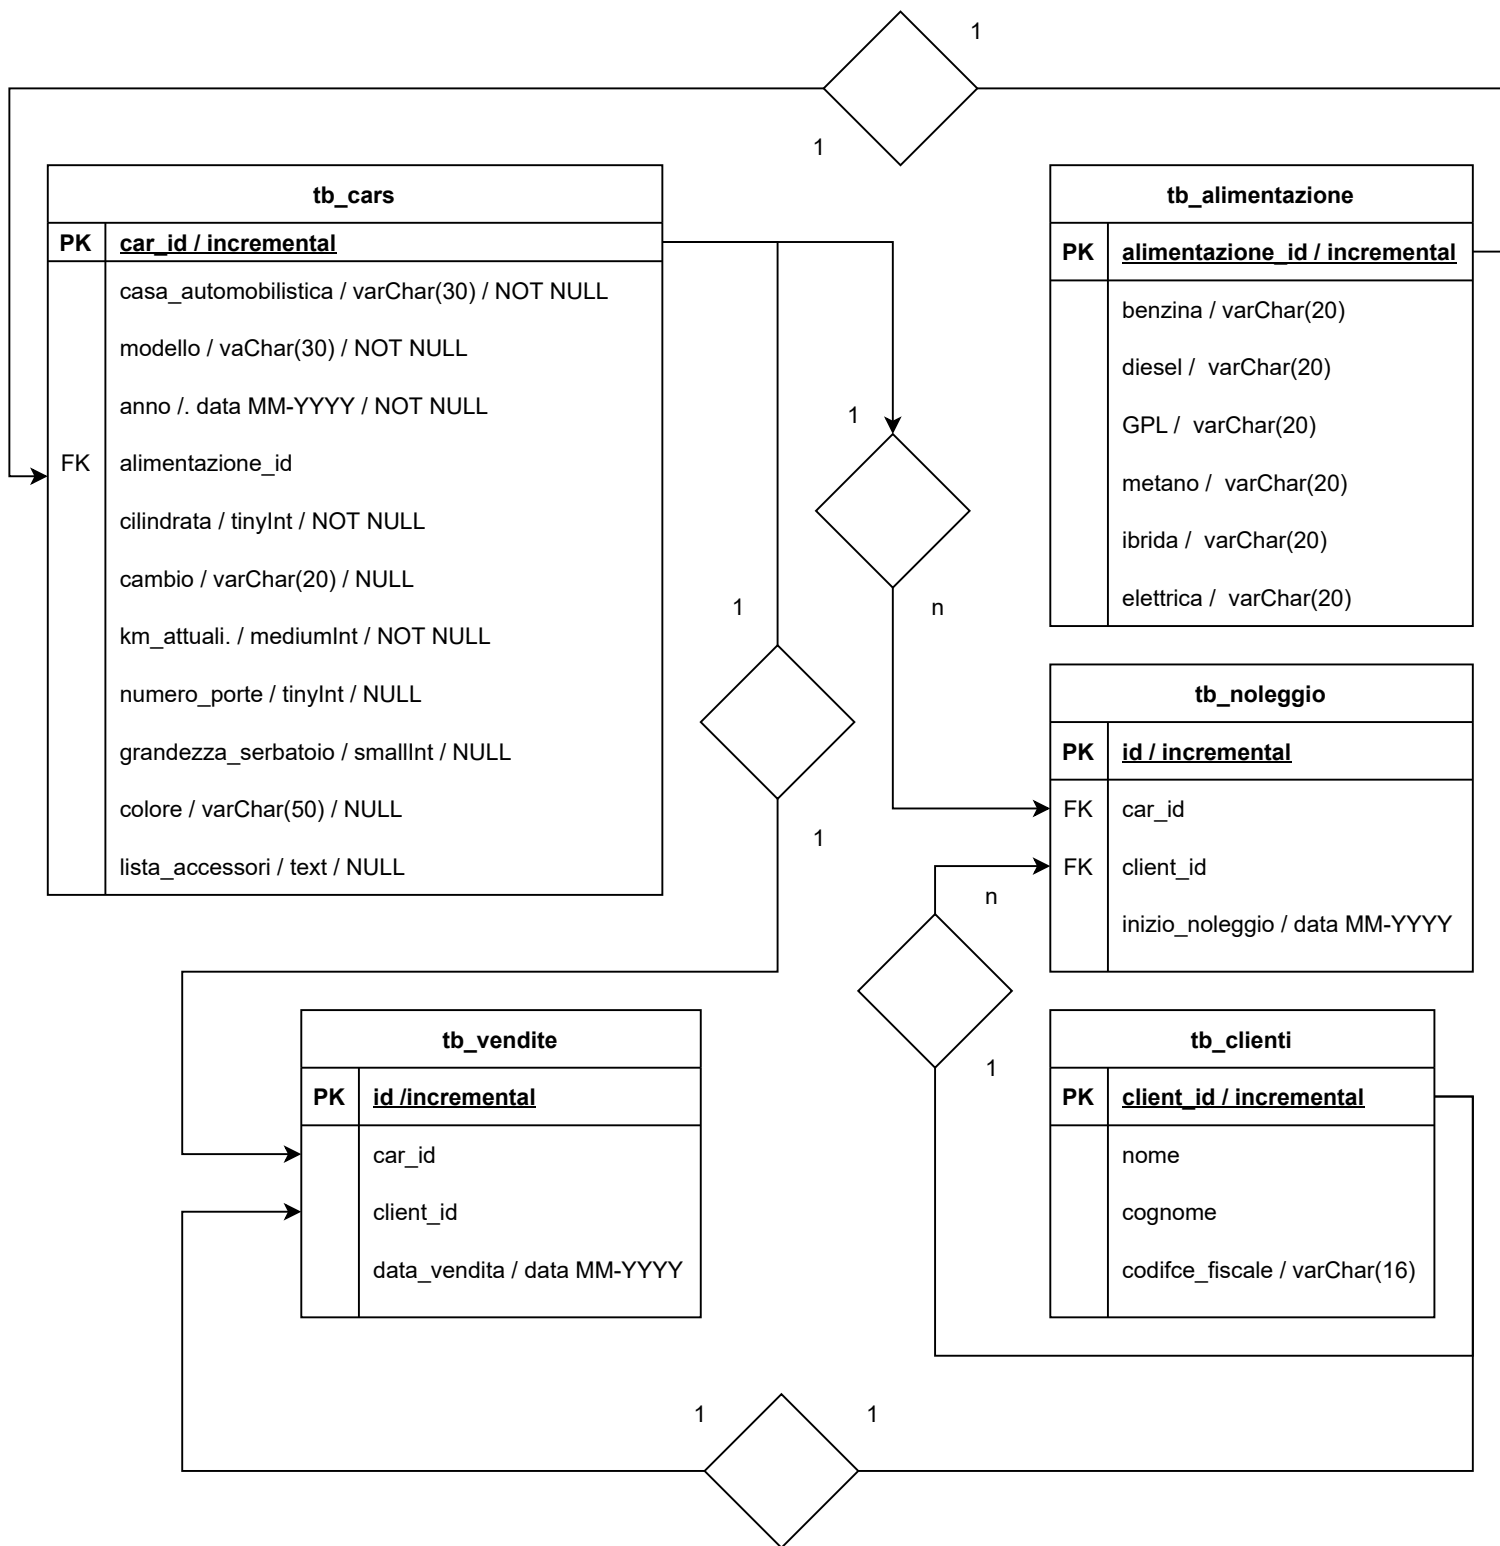 1
1
tb_cars
PK car_id / incremental
casa_automobilistica / varChar(30) / NOT NULL
modello / vaChar(30) / NOT NULL
anno /. data MM-YYYY / NOT NULL
FK alimentazione_id
cilindrata / tinyInt / NOT NULL
cambio / varChar(20) / NULL
km_attuali. / mediumInt / NOT NULL
numero_porte / tinyInt / NULL
grandezza_serbatoio / smallInt / NULL
colore / varChar(50) / NULL
lista_accessori / text / NULL
tb_alimentazione
PK alimentazione_id / incremental
benzina / varChar(20)
diesel / varChar(20)
GPL / varChar(20)
metano / varChar(20)
ibrida / varChar(20)
elettrica / varChar(20)
1
n
1
1
tb_noleggio
PK id / incremental
FK car_id
FK client_id
inizio_noleggio / data MM-YYYY
n
1
tb_vendite
PK id /incremental
car_id
client_id
data_vendita / data MM-YYYY
tb_clienti
PK client_id / incremental
nome
cognome
codifce_fiscale / varChar(16)
1
1